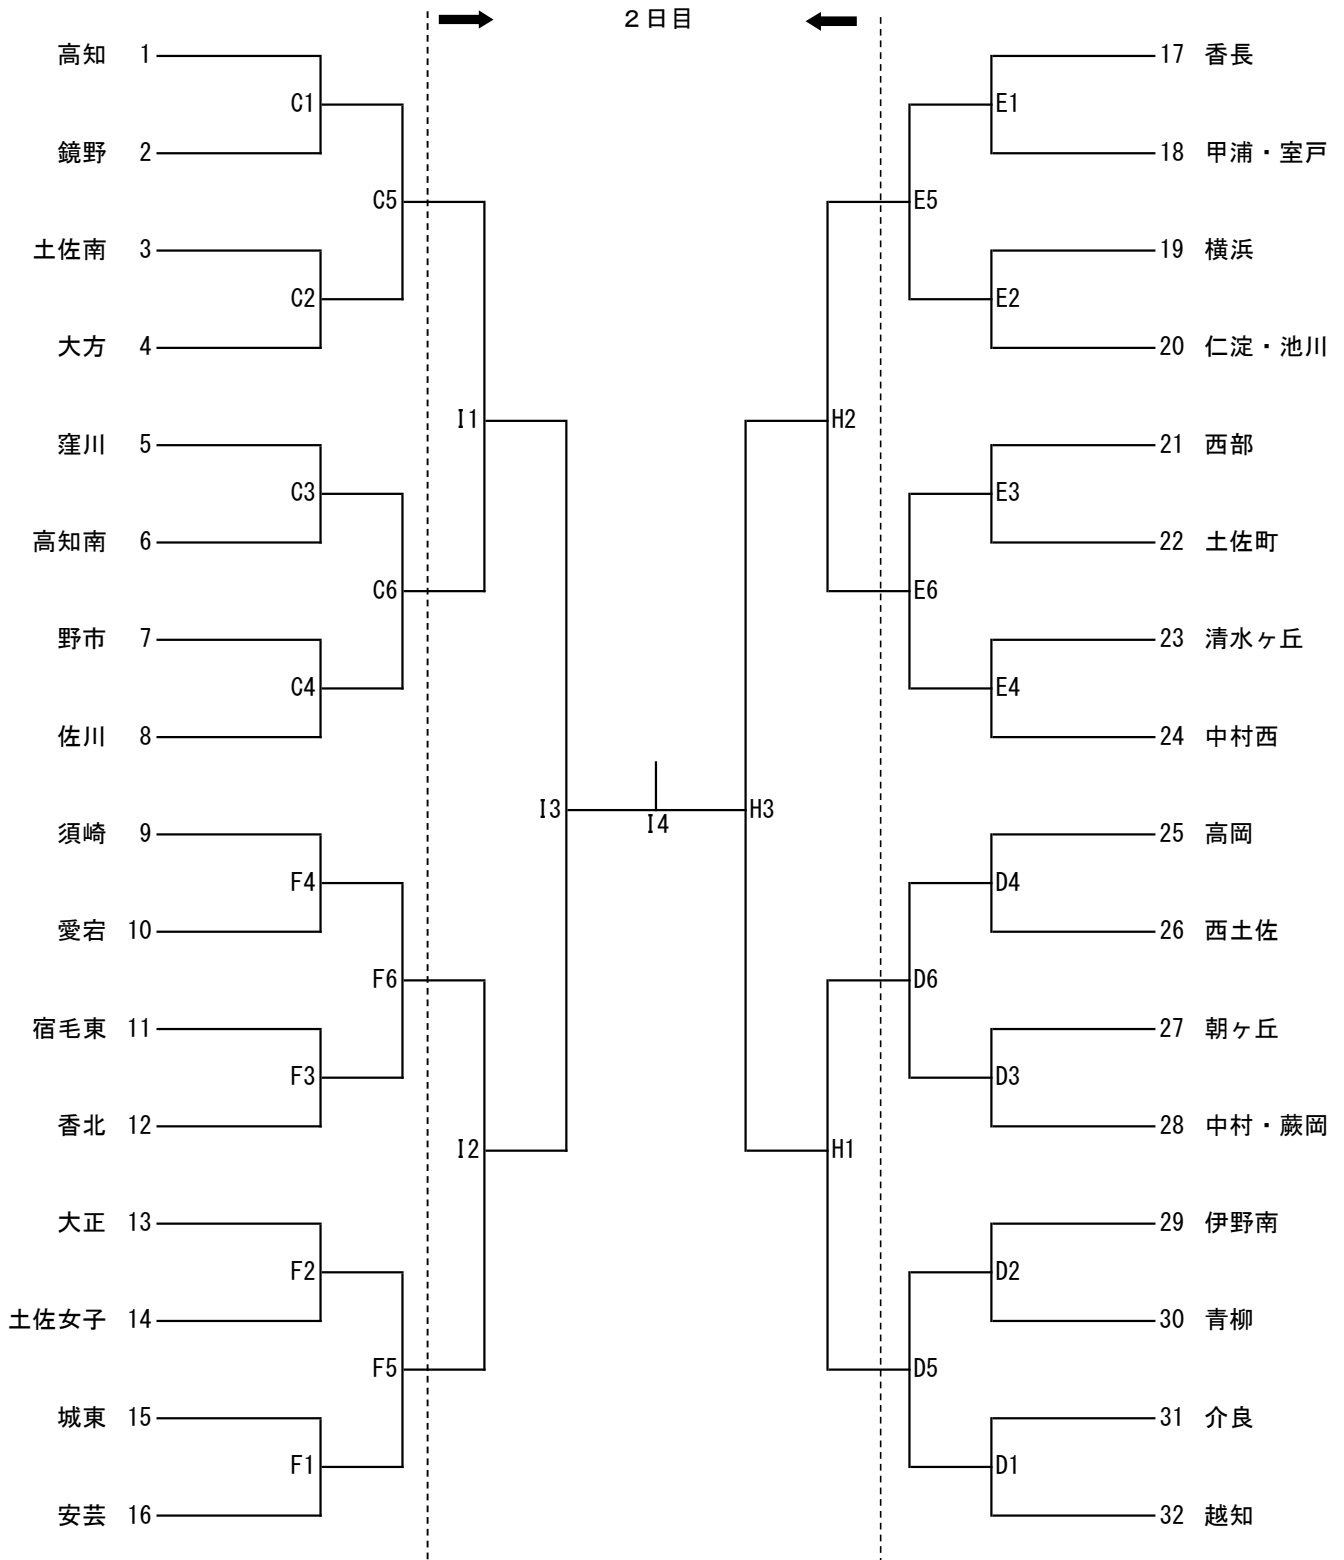 ２日目
高知 1
C1
鏡野 2
C5
土佐南 3
C2
大方 4
I1
窪川 5
C3
高知南 6
C6
野市 7
C4
佐川 8
I3
須崎 9
F4
愛宕 10
F6
宿毛東 11
F3
香北 12
I2
大正 13
F2
土佐女子 14
F5
城東 15
F1
安芸 16
I4
17 香長
E1
18 甲浦・室戸
E5
19 横浜
E2
20 仁淀・池川
H2
21 西部
E3
22 土佐町
E6
23 清水ヶ丘
E4
24 中村西
H3
25 高岡
D4
26 西土佐
D6
27 朝ヶ丘
D3
28 中村・蕨岡
H1
29 伊野南
D2
30 青柳
D5
31 介良
D1
32 越知